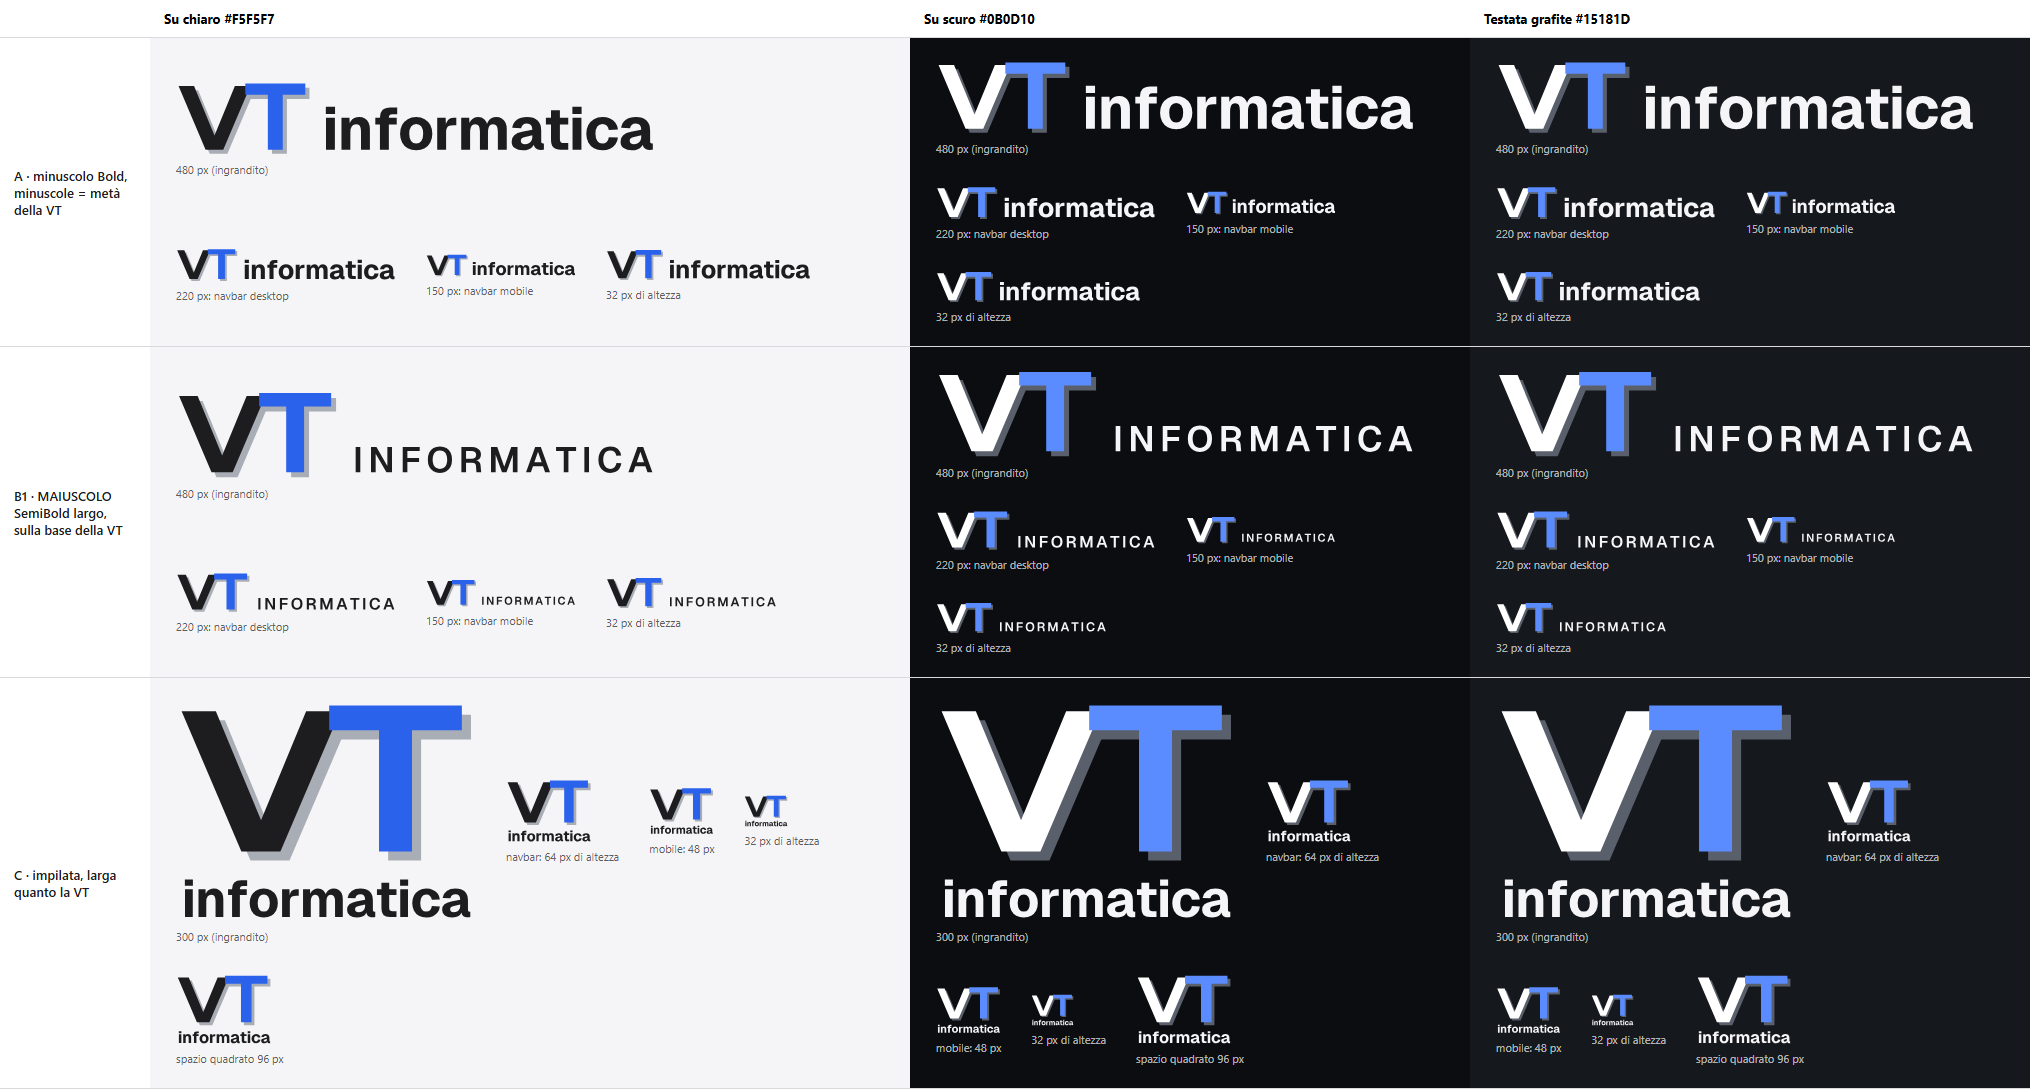 Su chiaro #F5F5F7
Su scuro #0B0D10
Testata grafite #15181D
A · minuscolo Bold,
minuscole = metà
della VT
VT informatica
480 px (ingrandito)
VT informatica
220 px: navbar desktop
VT informatica
150 px: navbar mobile
VT informatica
32 px di altezza
VT informatica
480 px (ingrandito)
VT informatica
220 px: navbar desktop
VT informatica
150 px: navbar mobile
VT informatica
32 px di altezza
VT informatica
480 px (ingrandito)
VT informatica
220 px: navbar desktop
VT informatica
150 px: navbar mobile
VT informatica
32 px di altezza
B1 · MAIUSCOLO
SemiBold largo,
sulla base della VT
VT INFORMATICA
480 px (ingrandito)
VT INFORMATICA
220 px: navbar desktop
VT INFORMATICA
150 px: navbar mobile
VT INFORMATICA
32 px di altezza
VT INFORMATICA
480 px (ingrandito)
VT INFORMATICA
220 px: navbar desktop
VT INFORMATICA
150 px: navbar mobile
VT INFORMATICA
32 px di altezza
VT INFORMATICA
480 px (ingrandito)
VT INFORMATICA
220 px: navbar desktop
VT INFORMATICA
150 px: navbar mobile
VT INFORMATICA
32 px di altezza
C · impilata, larga
quanto la VT
VT
informatica
300 px (ingrandito)
VT
informatica
navbar: 64 px di altezza
VT
informatica
mobile: 48 px
VT
informatica
32 px di altezza
VT
informatica
spazio quadrato 96 px
VT
informatica
300 px (ingrandito)
VT
informatica
navbar: 64 px di altezza
VT
informatica
mobile: 48 px
VT
informatica
32 px di altezza
VT
informatica
spazio quadrato 96 px
VT
informatica
300 px (ingrandito)
VT
informatica
navbar: 64 px di altezza
VT
informatica
mobile: 48 px
VT
informatica
32 px di altezza
VT
informatica
spazio quadrato 96 px